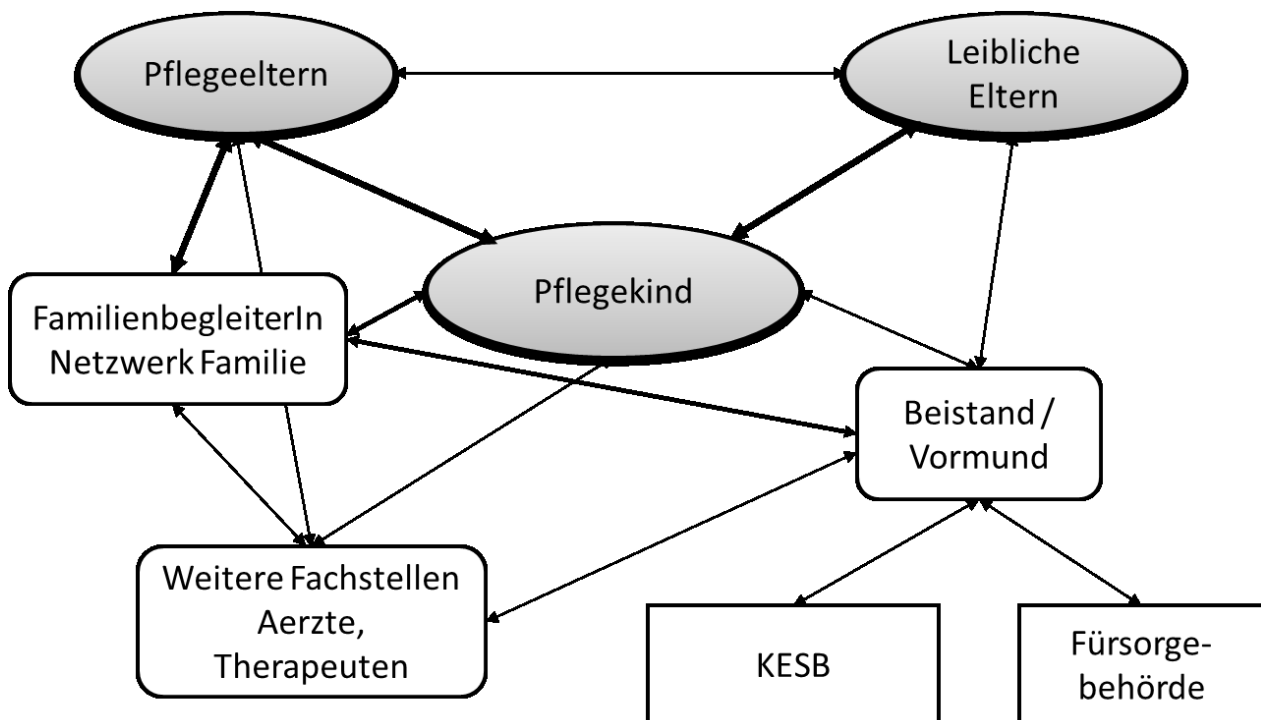 Pflegeeltern
Leibliche
Eltern
Pflegekind
FamilienbegleiterIn
Netzwerk Familie
Beistand /
Vormund
Weitere Fachstellen
Aerzte,
Therapeuten
KESB
Fürsorge-
behörde